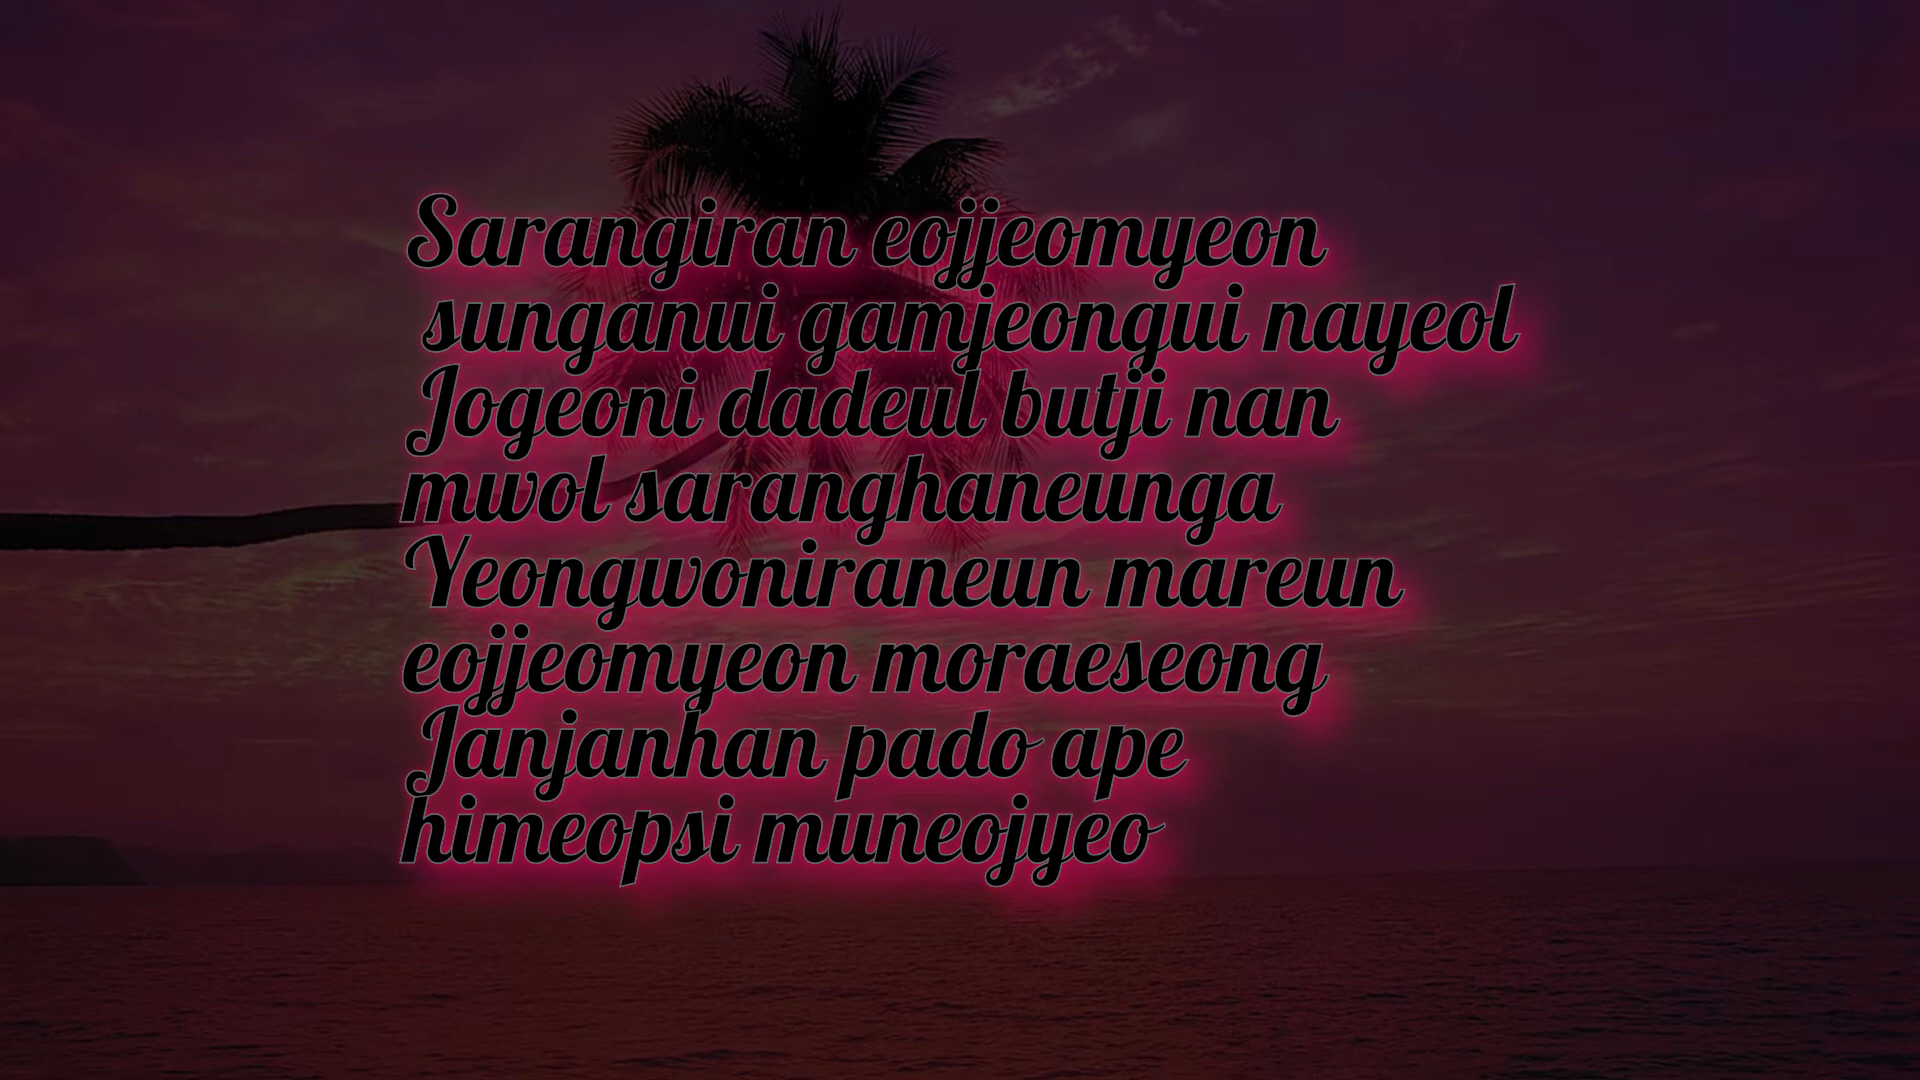 Sarangiran eojjeomyeon
sunganui gamjeongui nayeol
Jogeoni dadeul butji nan
mwol saranghaneunga
Yeongwoniraneun mareun
eojjeomyeon moraeseong
Janjanhan pado ape
himeopsi muneojyeo